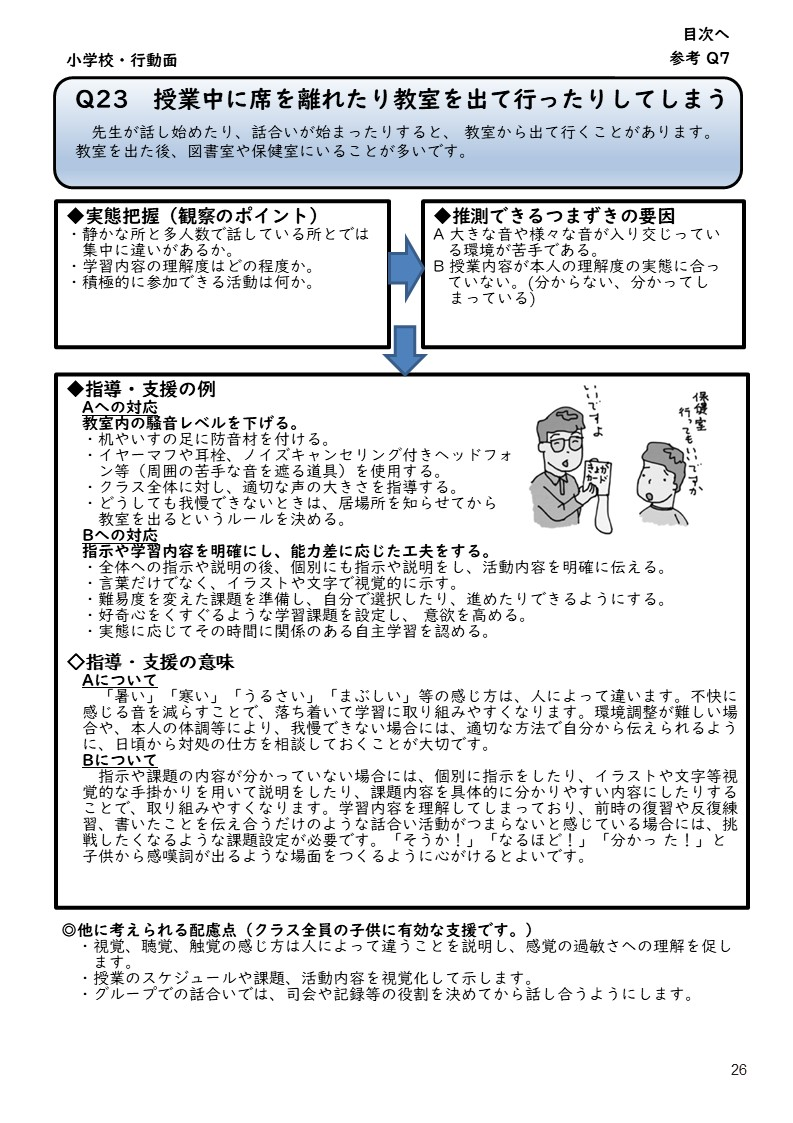 目次へ
小学校・行動面
参考 Q7
Q23　授業中に席を離れたり教室を出て行ったりしてしまう
先生が話し始めたり、話合いが始まったりすると、 教室から出て行くことがあります。
教室を出た後、図書室や保健室にいることが多いです。
◆実態把握（観察のポイント）
・静かな所と多人数で話している所とでは
集中に違いがあるか。
・学習内容の理解度はどの程度か。
・積極的に参加できる活動は何か。
◆推測できるつまずきの要因
A 大きな音や様々な音が入り交じってい
る環境が苦手である。
B 授業内容が本人の理解度の実態に合っ
ていない。(分からない、分かってし
まっている)
◆指導・支援の例
Aへの対応
教室内の騒音レベルを下げる。
・机やいすの足に防音材を付ける。
・イヤーマフや耳栓、ノイズキャンセリング付きヘッドフォ
ン等（周囲の苦手な音を遮る道具）を使用する。
・クラス全体に対し、適切な声の大きさを指導する。
・どうしても我慢できないときは、居場所を知らせてから
教室を出るというルールを決める。
いいですよ
きょか
カード
保健室
行ってもいいですか
Bへの対応
指示や学習内容を明確にし、能力差に応じた工夫をする。
・全体への指示や説明の後、個別にも指示や説明をし、活動内容を明確に伝える。
・言葉だけでなく、イラストや文字で視覚的に示す。
・難易度を変えた課題を準備し、自分で選択したり、進めたりできるようにする。
・好奇心をくすぐるような学習課題を設定し、 意欲を高める。
・実態に応じてその時間に関係のある自主学習を認める。
◇指導・支援の意味
Aについて
「暑い」「寒い」「うるさい」「まぶしい」等の感じ方は、人によって違います。不快に
感じる音を減らすことで、落ち着いて学習に取り組みやすくなります。環境調整が難しい場
合や、本人の体調等により、我慢できない場合には、適切な方法で自分から伝えられるよう
に、日頃から対処の仕方を相談しておくことが大切です。
Bについて
指示や課題の内容が分かっていない場合には、個別に指示をしたり、イラストや文字等視
覚的な手掛かりを用いて説明をしたり、課題内容を具体的に分かりやすい内容にしたりする
ことで、取り組みやすくなります。学習内容を理解してしまっており、前時の復習や反復練
習、書いたことを伝え合うだけのような話合い活動がつまらないと感じている場合には、挑
戦したくなるような課題設定が必要です。「そうか！」「なるほど！」「分かっ た！」と
子供から感嘆詞が出るような場面をつくるように心がけるとよいです。
◎他に考えられる配慮点（クラス全員の子供に有効な支援です。）
・視覚、聴覚、触覚の感じ方は人によって違うことを説明し、感覚の過敏さへの理解を促し
ます。
・授業のスケジュールや課題、活動内容を視覚化して示します。
・グループでの話合いでは、司会や記録等の役割を決めてから話し合うようにします。
26